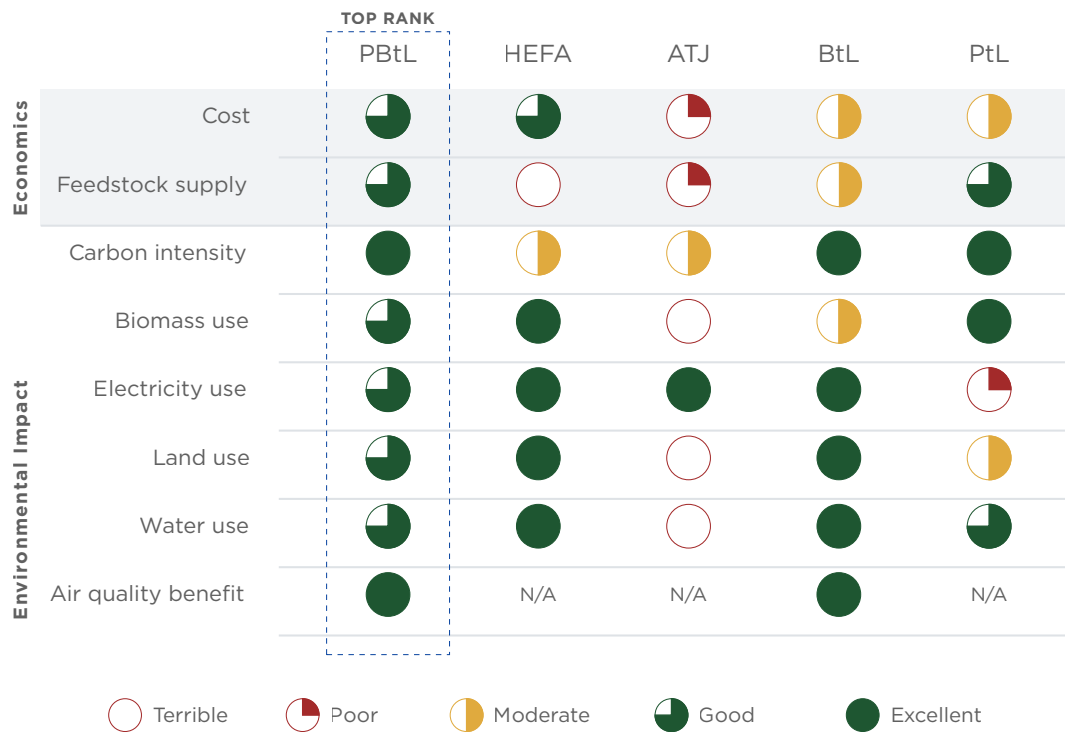 TOP RANK
PBtL HEFA ATJ BtL PtL
Economics
Cost
Feedstock supply
Environmental Impact
Carbon intensity
Biomass use
Electricity use
Land use
Water use
Air quality benefit N/A N/A N/A
Terrible Poor Moderate Good Excellent